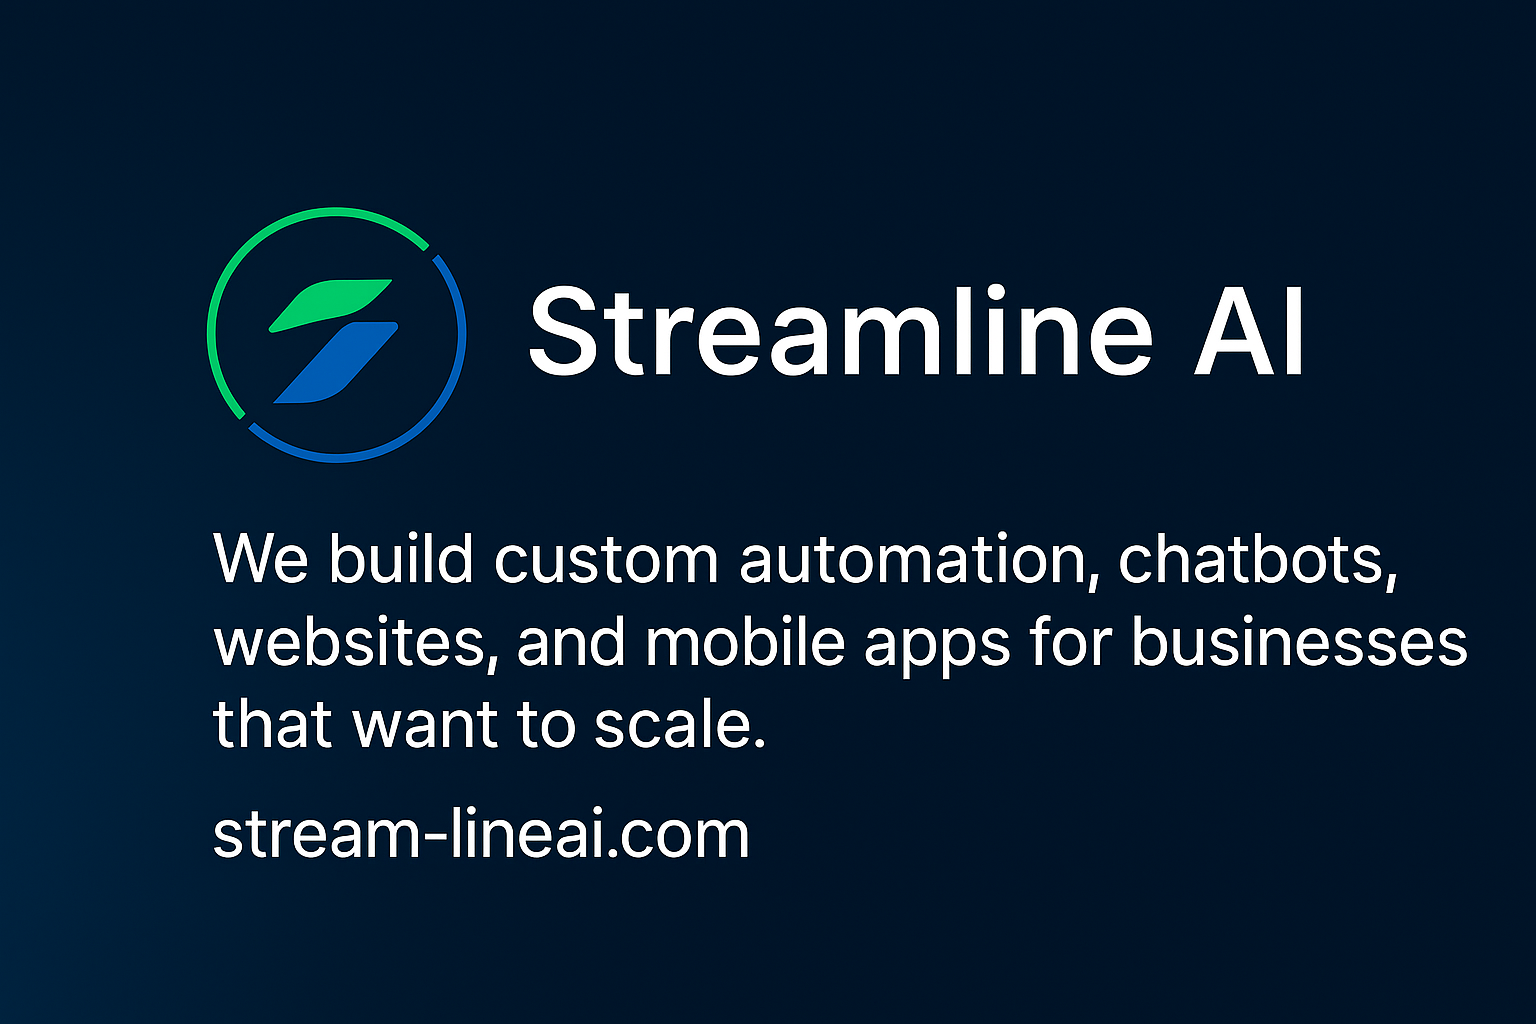 Streamline AI
We build custom automation, chatbots,
websites, and mobile apps for businesses
that want to scale.
stream-lineai.com